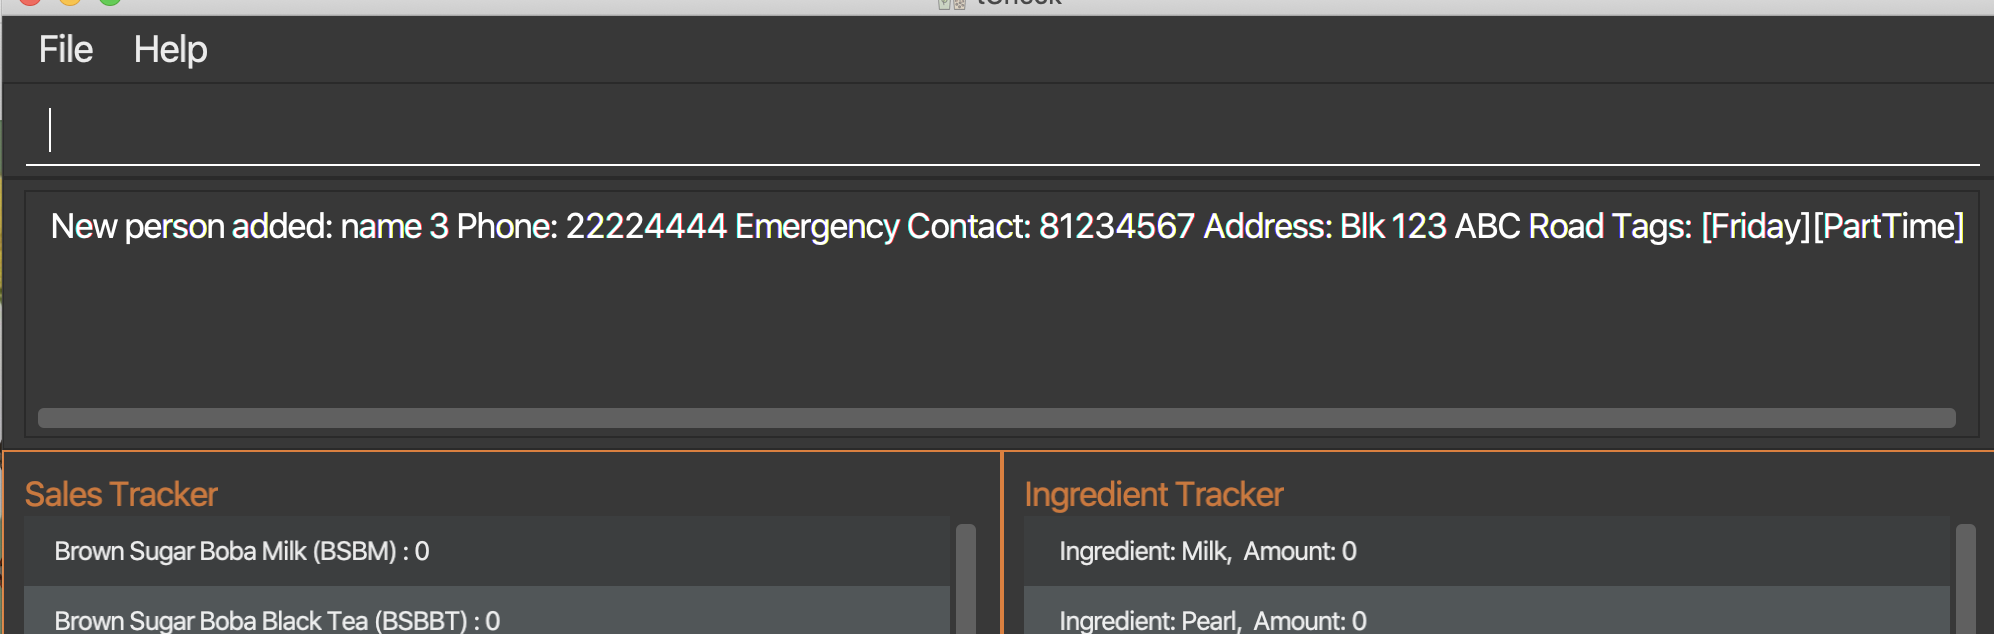 File Help
New person added: name 3 Phone: 22224444 Emergency Contact: 81234567 Address: Blk 123 ABC Road Tags: [Friday][PartTime]
Sales Tracker
Brown Sugar Boba Milk (BSBM) : 0
Brown Sugar Boba Black Tea (BSBBT) : 0
Ingredient Tracker
Ingredient: Milk, Amount: 0
Ingredient: Pearl, Amount: 0